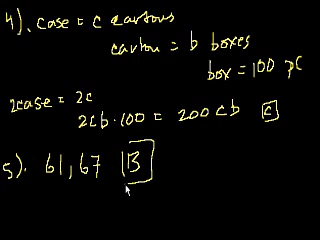 4). case = c cartons
carton = b boxes
box = 100 pc
2case = 2c
2cb·100 = 200cb [c]
5). 61, 67 [B]